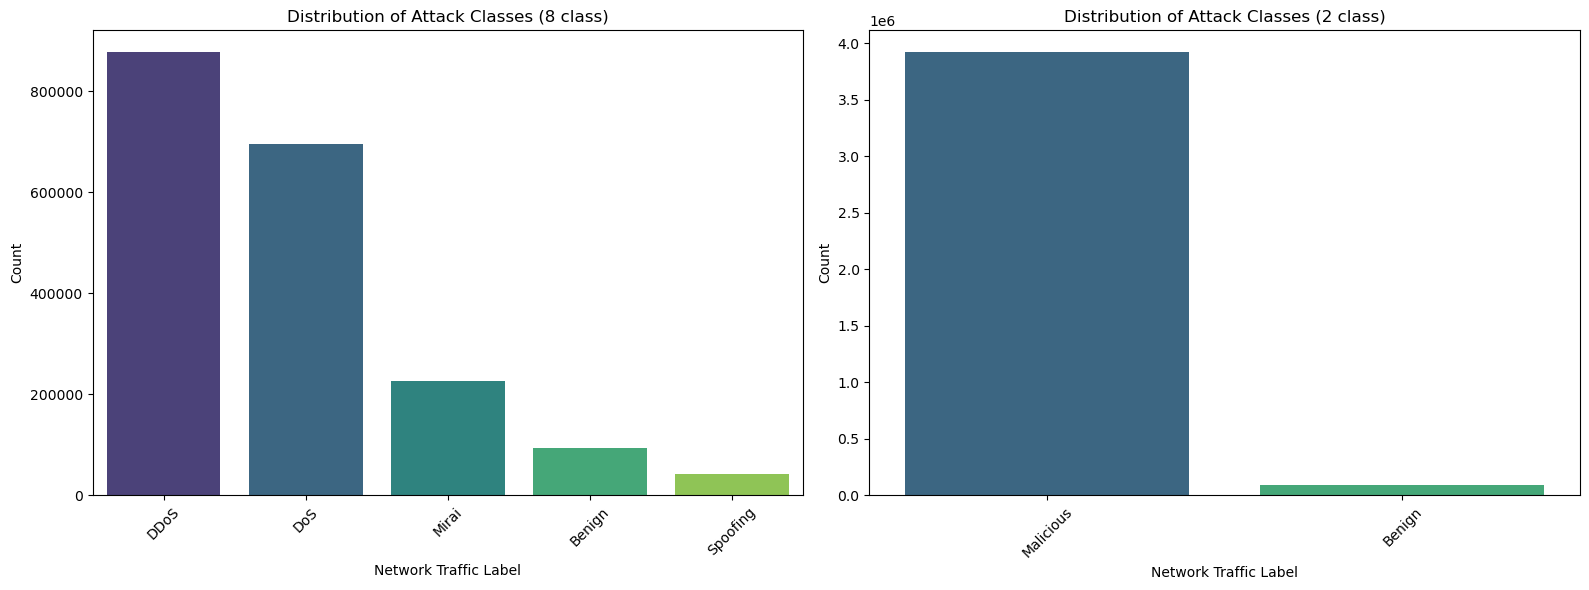 Distribution of Attack Classes (8 class)
Count
800000
600000
400000
200000
0
DDoS
DoS
Mirai
Benign
Spoofing
Network Traffic Label
Distribution of Attack Classes (2 class)
1e6
Count
4.0
3.5
3.0
2.5
2.0
1.5
1.0
0.5
0.0
Malicious
Benign
Network Traffic Label